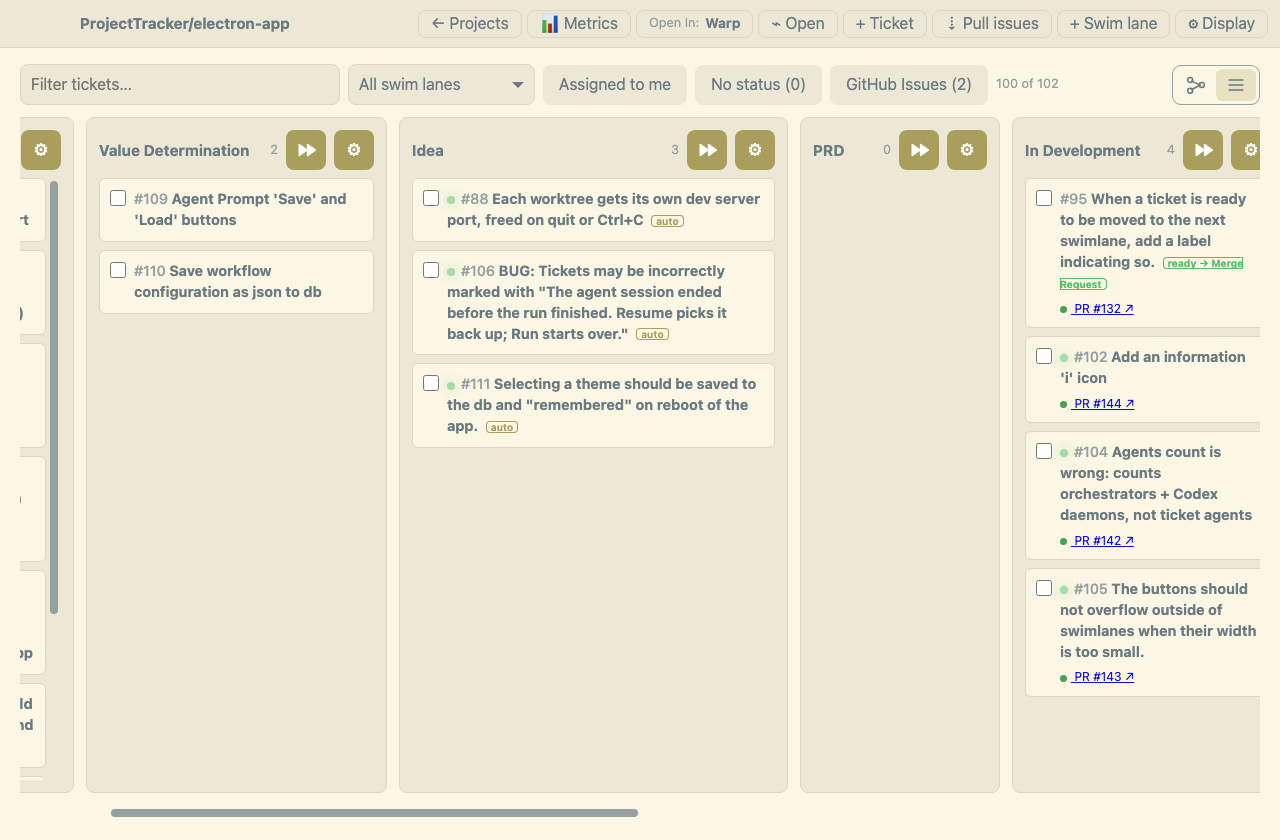 ProjectTracker/electron-app
← Projects
Metrics
Open In: Warp
Open
+ Ticket
Pull issues
+ Swim lane
Display
Filter tickets...
All swim lanes
Assigned to me
No status (0)
GitHub Issues (2)
100 of 102
Value Determination 2
#109 Agent Prompt 'Save' and
'Load' buttons
#110 Save workflow
configuration as json to db
Idea 3
#88 Each worktree gets its own dev server
port, freed on quit or Ctrl+C auto
#106 BUG: Tickets may be incorrectly
marked with "The agent session ended
before the run finished. Resume picks it
back up; Run starts over." auto
#111 Selecting a theme should be saved to
the db and "remembered" on reboot of the
app. auto
PRD 0
In Development 4
#95 When a ticket is ready
to be moved to the next
swimlane, add a label
indicating so. ready → Merge
Request
PR #132 ↗
#102 Add an information
'i' icon
PR #144 ↗
#104 Agents count is
wrong: counts
orchestrators + Codex
daemons, not ticket agents
PR #142 ↗
#105 The buttons should
not overflow outside of
swimlanes when their width
is too small.
PR #143 ↗